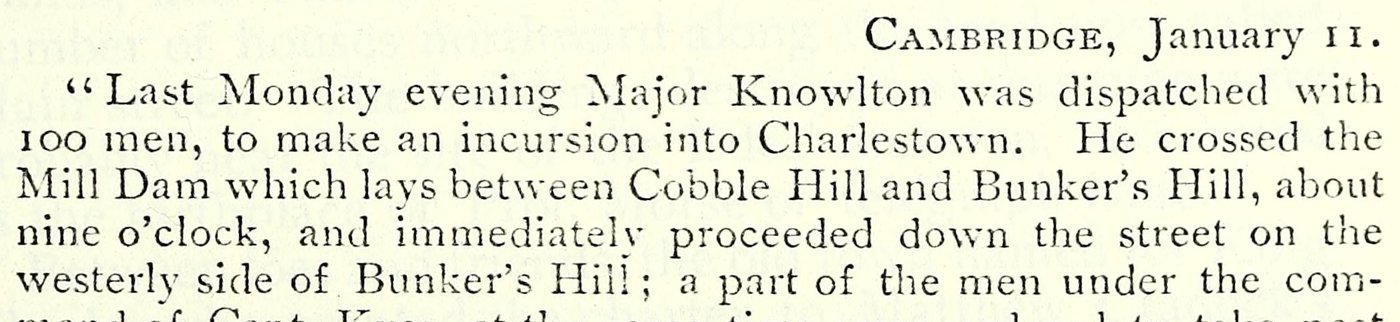 CAMBRIDGE, January 11.
“Last Monday evening Major Knowlton was dispatched with
100 men, to make an incursion into Charlestown. He crossed the
Mill Dam which lays between Cobble Hill and Bunker’s Hill, about
nine o’clock, and immediately proceeded down the street on the
westerly side of Bunker’s Hill; a part of the men under the com-